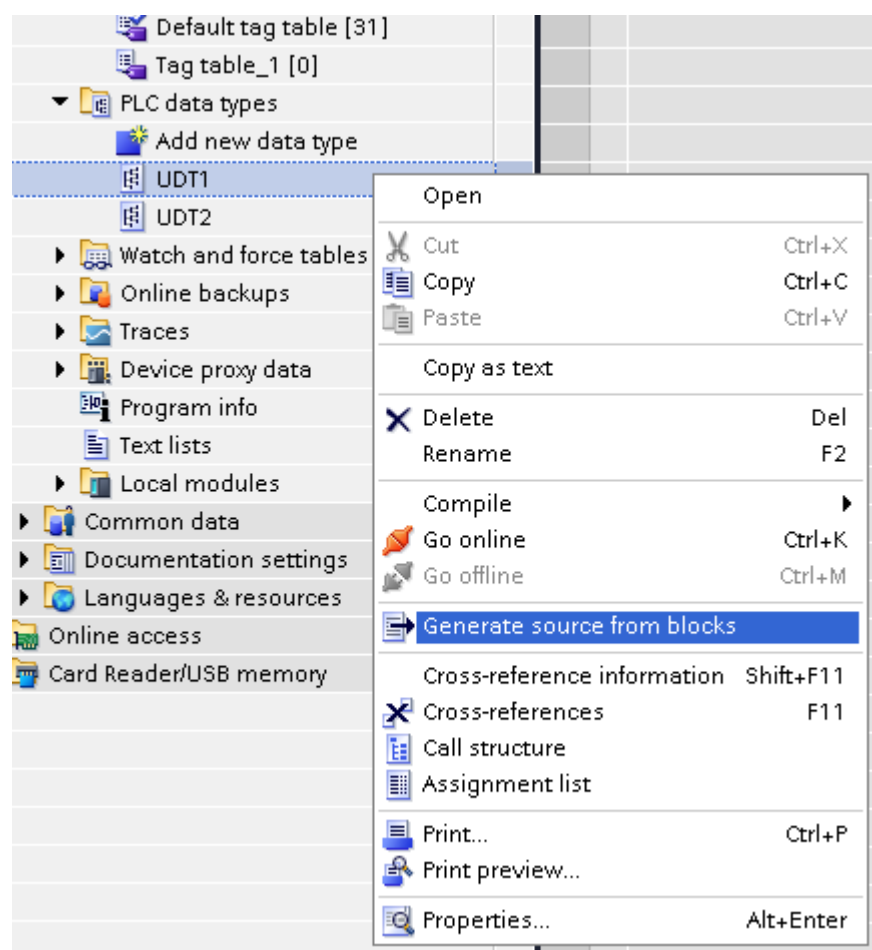 Default tag table [31]
Tag table_1 [0]
PLC data types
Add new data type
UDT1
UDT2
Watch and force tables
Online backups
Traces
Device proxy data
Program info
Text lists
Local modules
Common data
Documentation settings
Languages & resources
Online access
Card Reader/USB memory
Open
Cut Ctrl+X
Copy Ctrl+C
Paste Ctrl+V
Copy as text
Delete Del
Rename F2
Compile
Go online Ctrl+K
Go offline Ctrl+M
Generate source from blocks
Cross-reference information Shift+F11
Cross-references F11
Call structure
Assignment list
Print... Ctrl+P
Print preview...
Properties... Alt+Enter